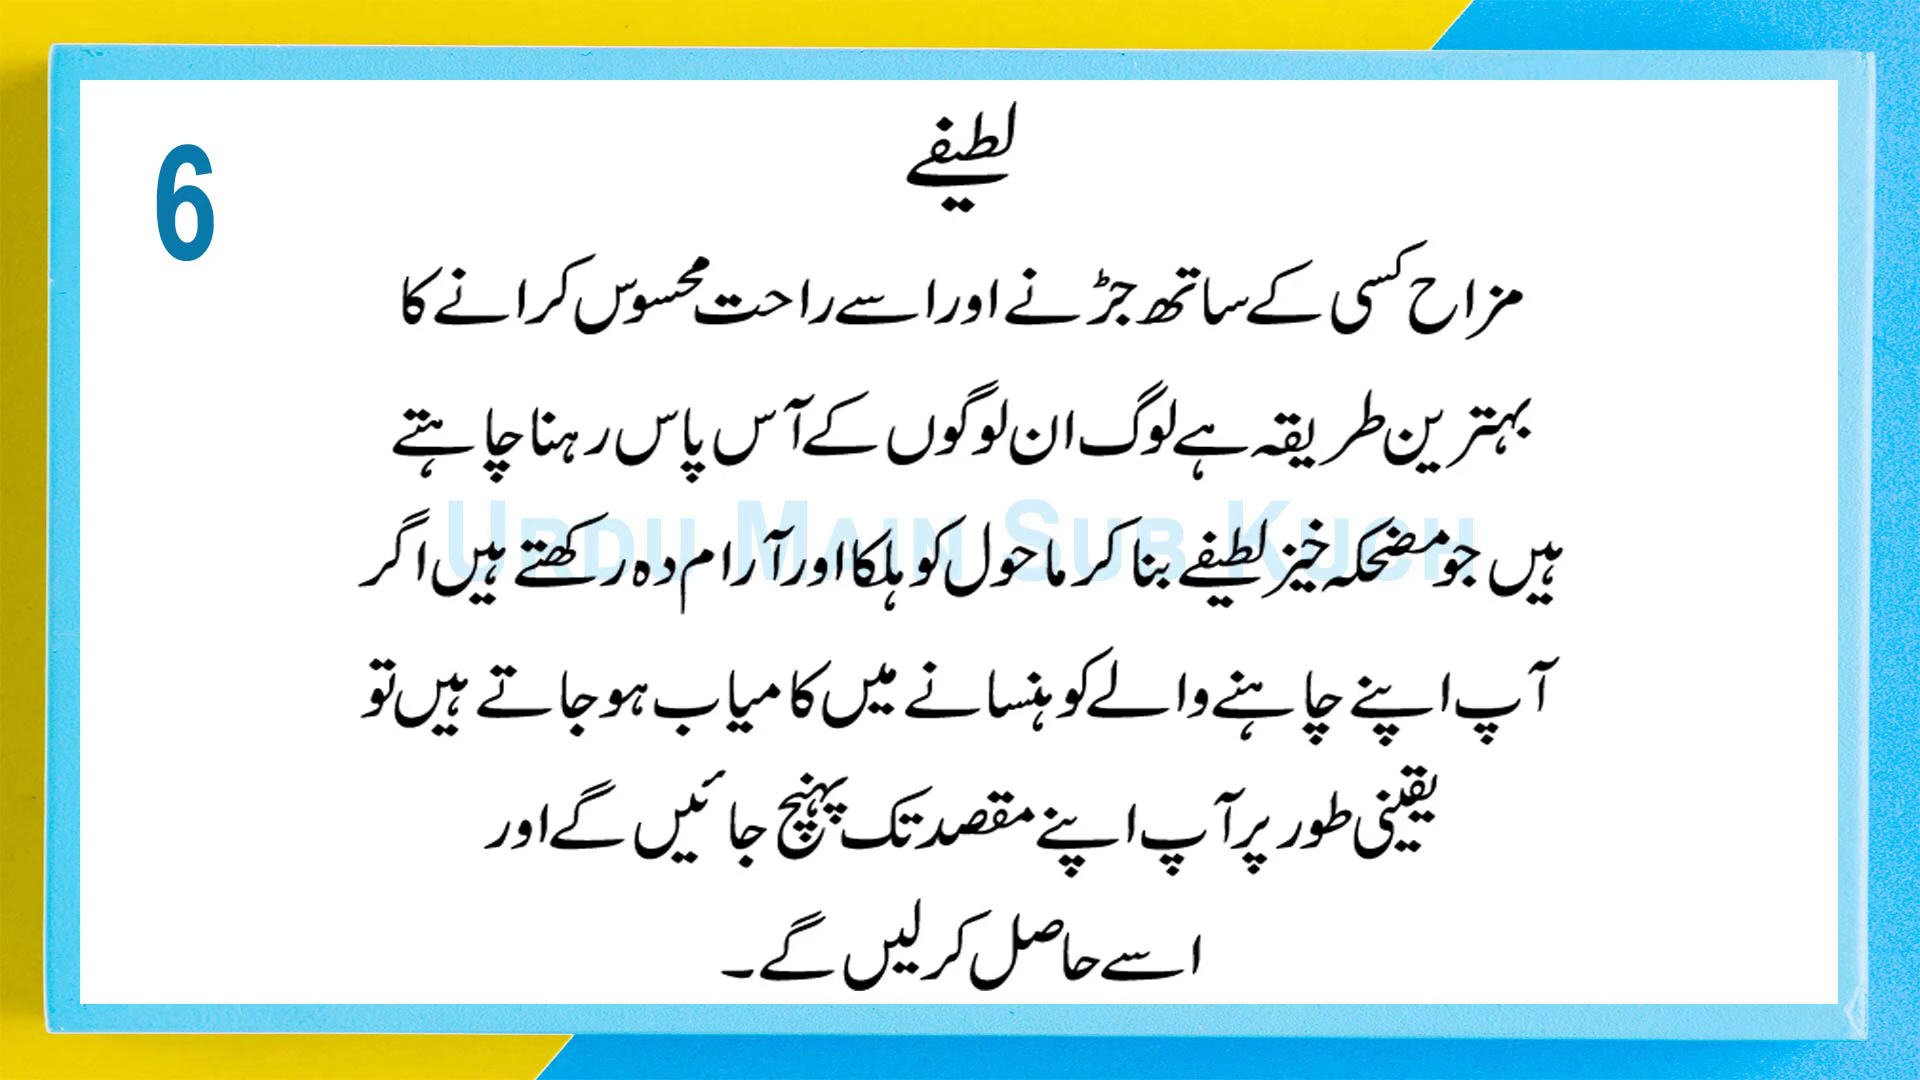 6
لطیفے
مزاح کسی کے ساتھ جڑنے اور اسے راحت محسوس کرانے کا
بہترین طریقہ ہے لوگ ان لوگوں کے آس پاس رہنا چاہتے
ہیں جو مضحکہ خیز لطیفے بنا کر ماحول کو ہلکا اور آرام دہ رکھتے ہیں اگر
URDU MAIN SUB KUCH
آپ اپنے چاہنے والے کو ہنسانے میں کامیاب ہو جاتے ہیں تو
یقینی طور پر آپ اپنے مقصد تک پہنچ جائیں گے اور
اسے حاصل کر لیں گے۔